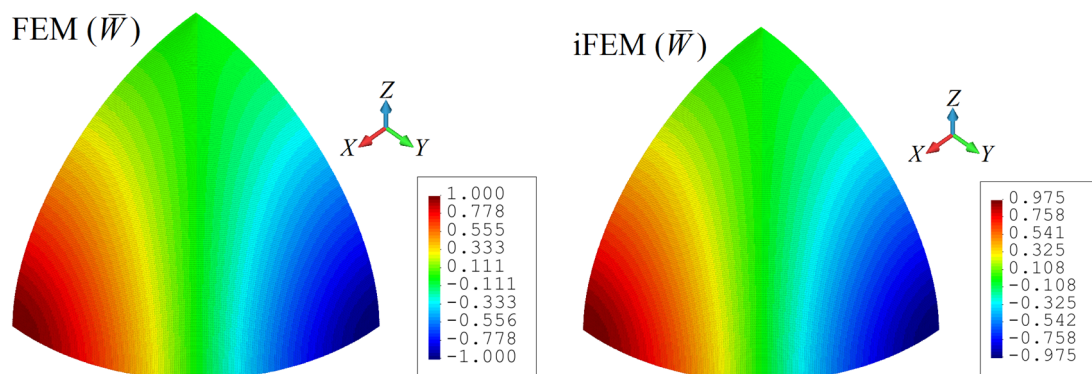 FEM (W̄)
Z
X
Y
1.000
0.778
0.555
0.333
0.111
-0.111
-0.333
-0.556
-0.778
-1.000
iFEM (W̄)
Z
X
Y
0.975
0.758
0.541
0.325
0.108
-0.108
-0.325
-0.542
-0.758
-0.975